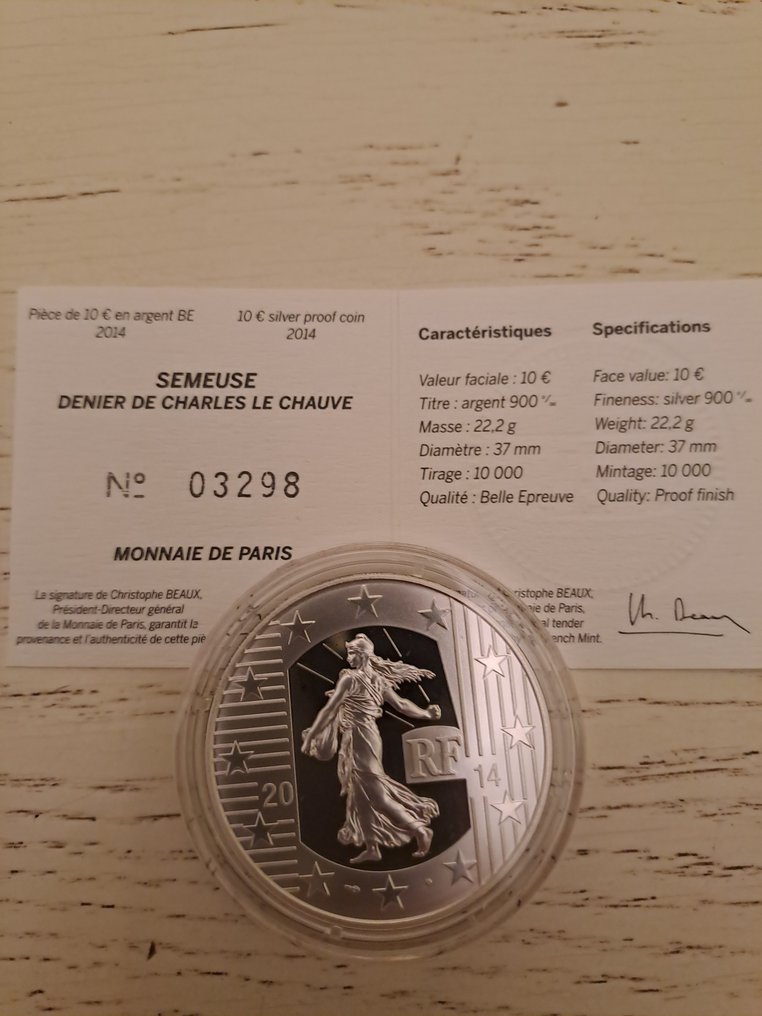 Pièce de 10 € en argent BE
2014
10 € silver proof coin
2014
SEMEUSE
DENIER DE CHARLES LE CHAUVE
Nº 03298
MONNAIE DE PARIS
La signature de Christophe BEAUX,
Président-Directeur général
de la Monnaie de Paris, garantit la
provenance et l'authenticité de cette piè
Caractéristiques
Valeur faciale : 10 €
Titre : argent 900 ‰
Masse : 22,2 g
Diamètre : 37 mm
Tirage : 10 000
Qualité : Belle Epreuve
Specifications
Face value: 10 €
Fineness: silver 900 ‰
Weight: 22,2 g
Diameter: 37 mm
Mintage: 10 000
Quality: Proof finish
ristophe BEAUX,
de Paris,
tender
ench Mint.
Ch. Beaux
RF
20 14